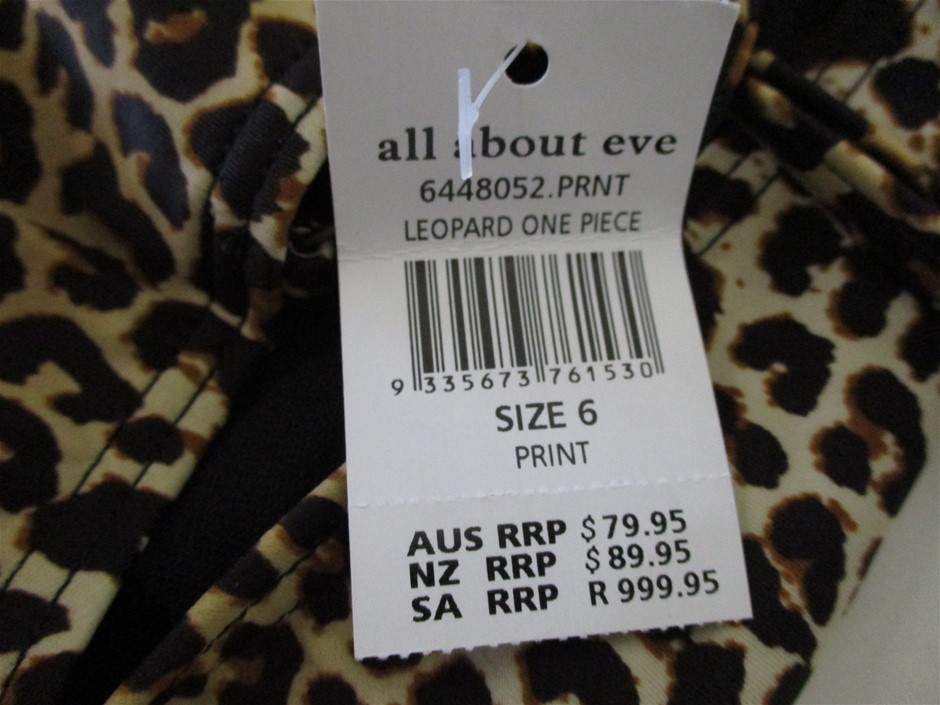 all about eve
6448052.PRNT
LEOPARD ONE PIECE
9 335673 761530
SIZE 6
PRINT
AUS RRP $79.95
NZ RRP $89.95
SA RRP R 999.95